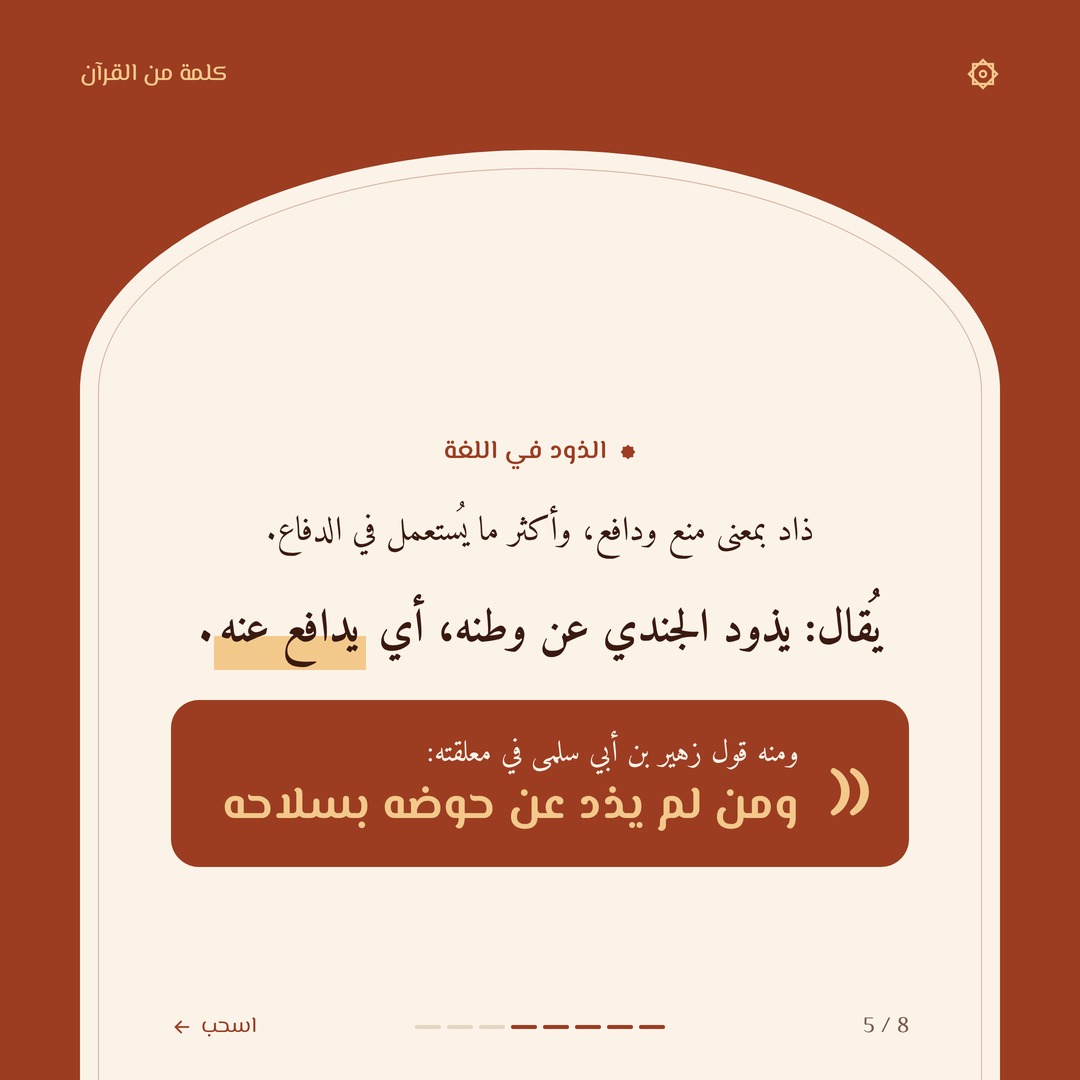 كلمة من القرآن
الذود في اللغة
ذاد بمعنى منع ودافع، وأكثر ما يُستعمل في الدفاع.
يُقال: يذود الجندي عن وطنه، أي يدافع عنه.
ومنه قول زهير بن أبي سلمى في معلقته:
ومن لم يذد عن حوضه بسلاحه
5 / 8
اسحب ←